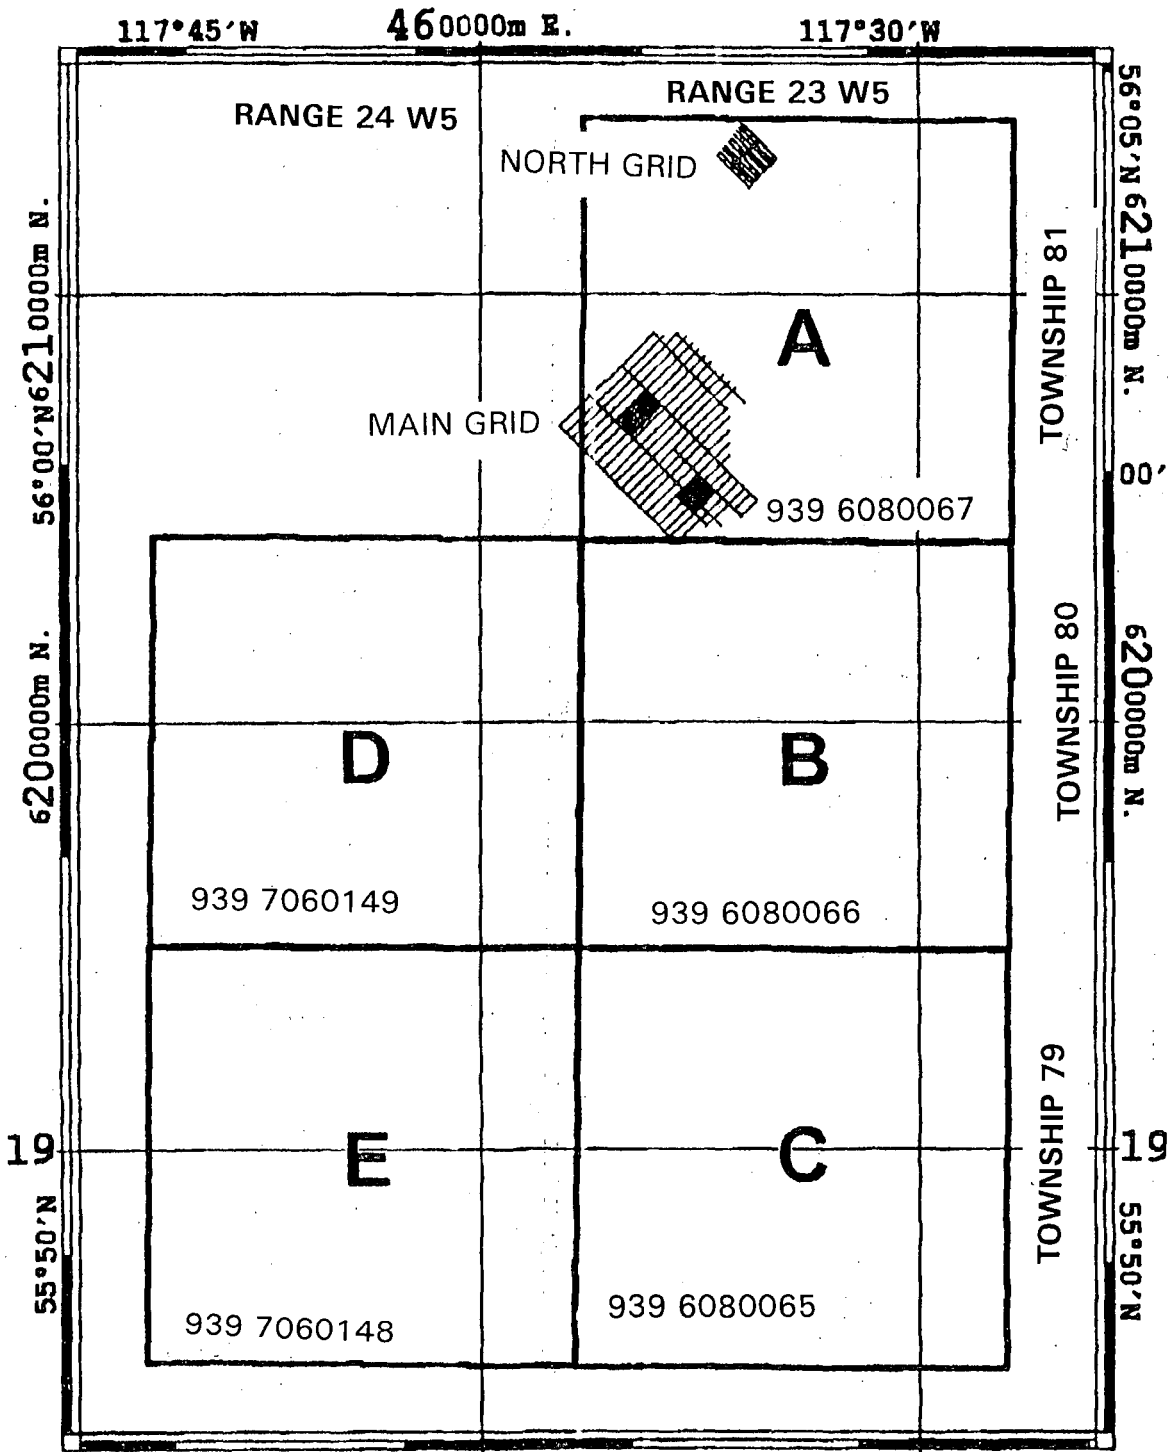 117°45'W
460000m E.
117°30'W
RANGE 24 W5
RANGE 23 W5
56°05'N
NORTH GRID
6210000m N.
6210000m N.
TOWNSHIP 81
A
MAIN GRID
56°00'N
00'
939 6080067
TOWNSHIP 80
6200000m N.
6200000m N.
D
B
939 7060149
939 6080066
TOWNSHIP 79
19
E
C
19
55°50'N
55°50'N
939 7060148
939 6080065